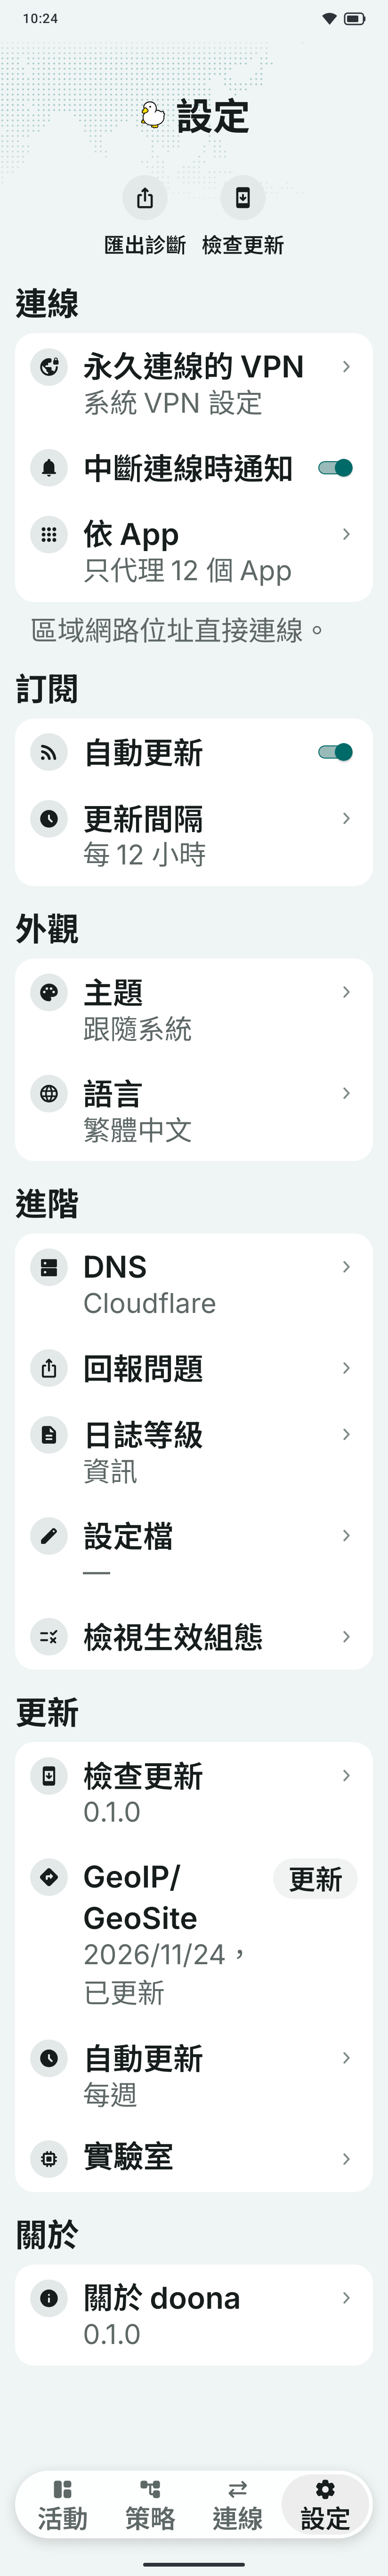 10:24
設定
匯出診斷 檢查更新
連線
永久連線的 VPN
系統 VPN 設定
中斷連線時通知
依 App
只代理 12 個 App
區域網路位址直接連線。
訂閱
自動更新
更新間隔
每 12 小時
外觀
主題
跟隨系統
語言
繁體中文
進階
DNS
Cloudflare
回報問題
日誌等級
資訊
設定檔
—
檢視生效組態
更新
檢查更新
0.1.0
GeoIP/
GeoSite
更新
2026/11/24，
已更新
自動更新
每週
實驗室
關於
關於 doona
0.1.0
活動 策略 連線 設定